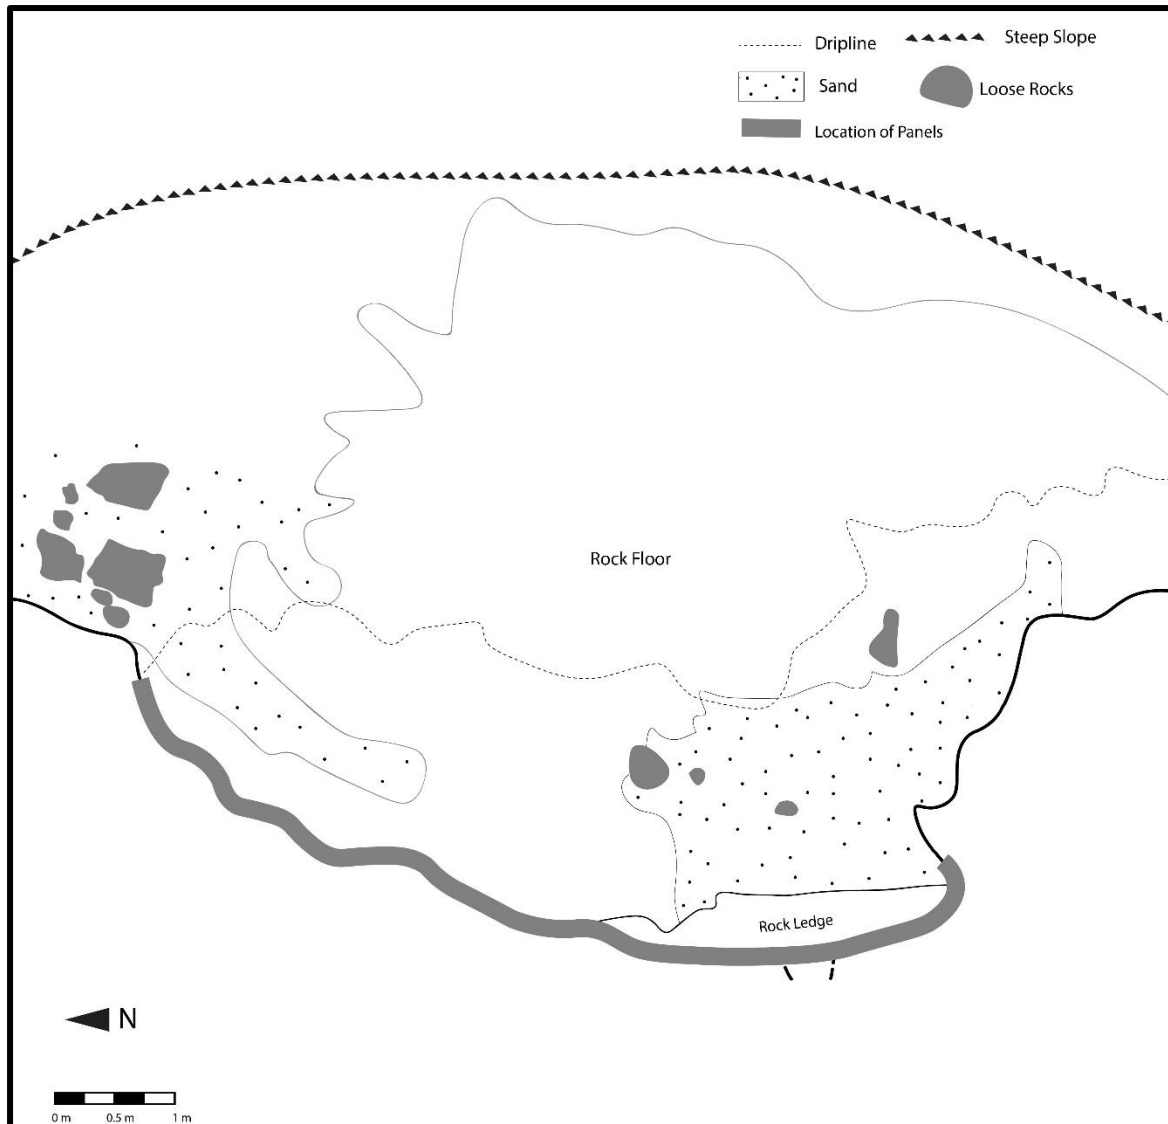 Dripline
Steep Slope
Sand
Loose Rocks
Location of Panels
Rock Floor
Rock Ledge
N
0 m 0.5 m 1 m